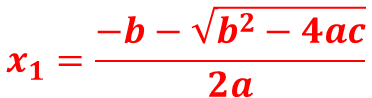 x₁ = (-b - √(b² - 4ac)) / (2a)